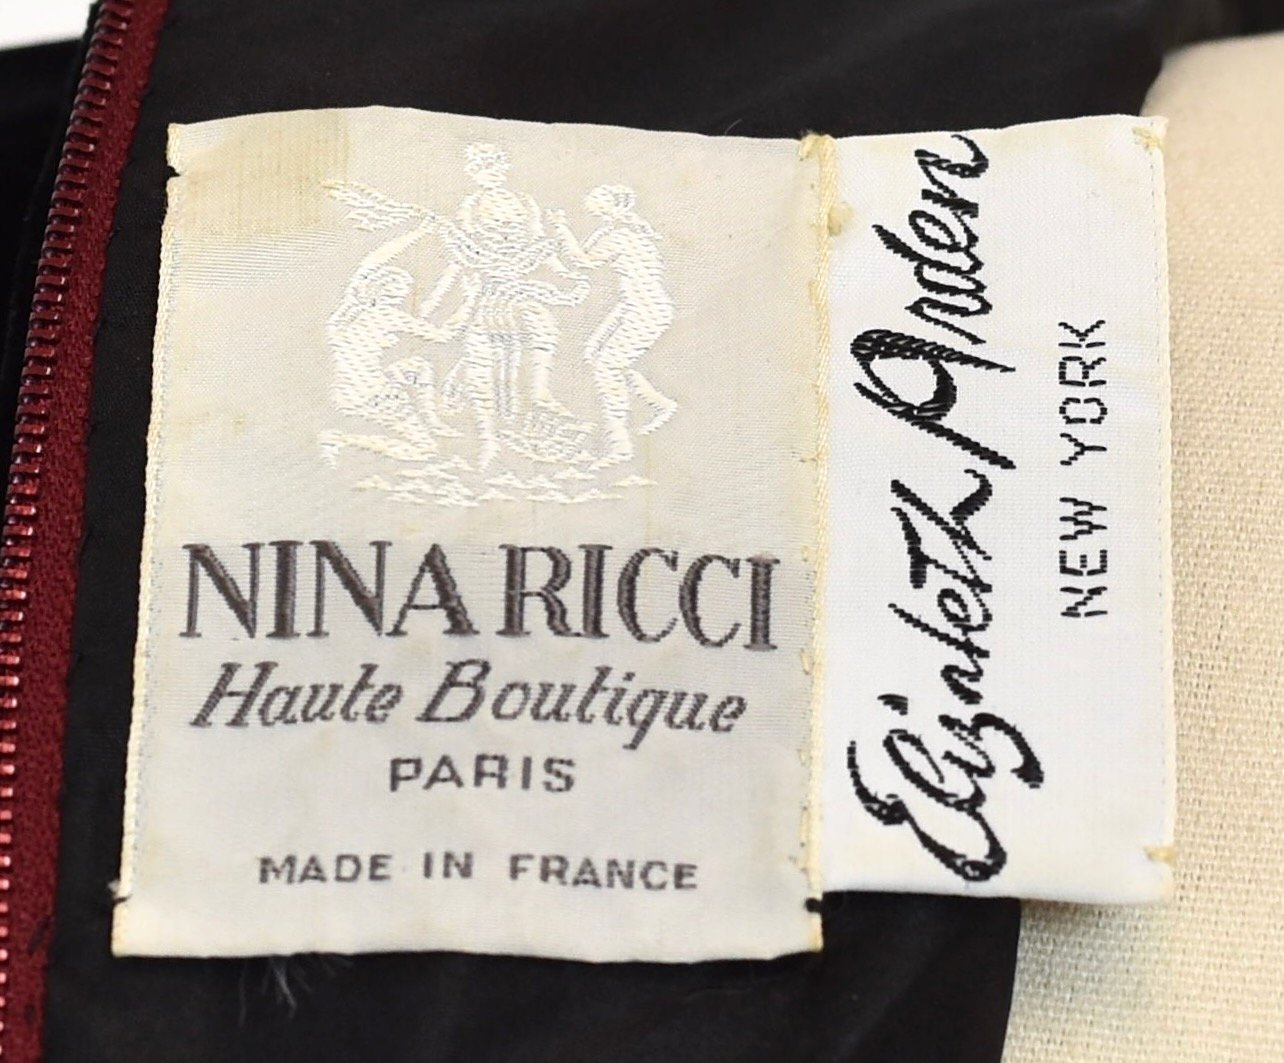 NINA RICCI
Haute Boutique
PARIS
MADE IN FRANCE
Elizabeth Arden
NEW YORK